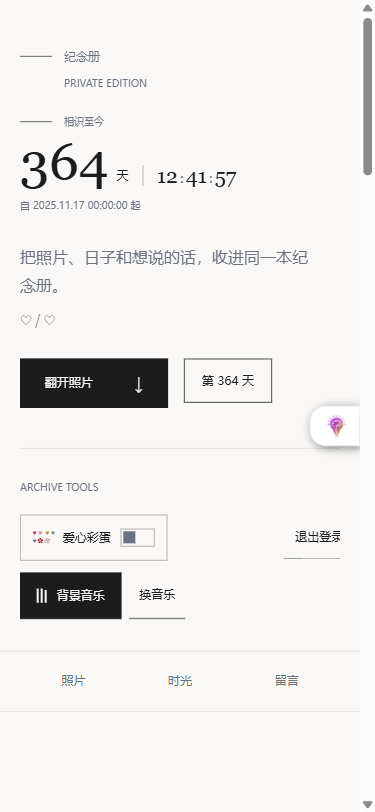 纪念册
PRIVATE EDITION
相识至今
364 天 12:41:57
自 2025.11.17 00:00:00 起
把照片、日子和想说的话，收进同一本纪
念册。
♡ / ♡
翻开照片 ↓ 第 364 天
ARCHIVE TOOLS
爱心彩蛋 退出登录
背景音乐 换音乐
照片 时光 留言